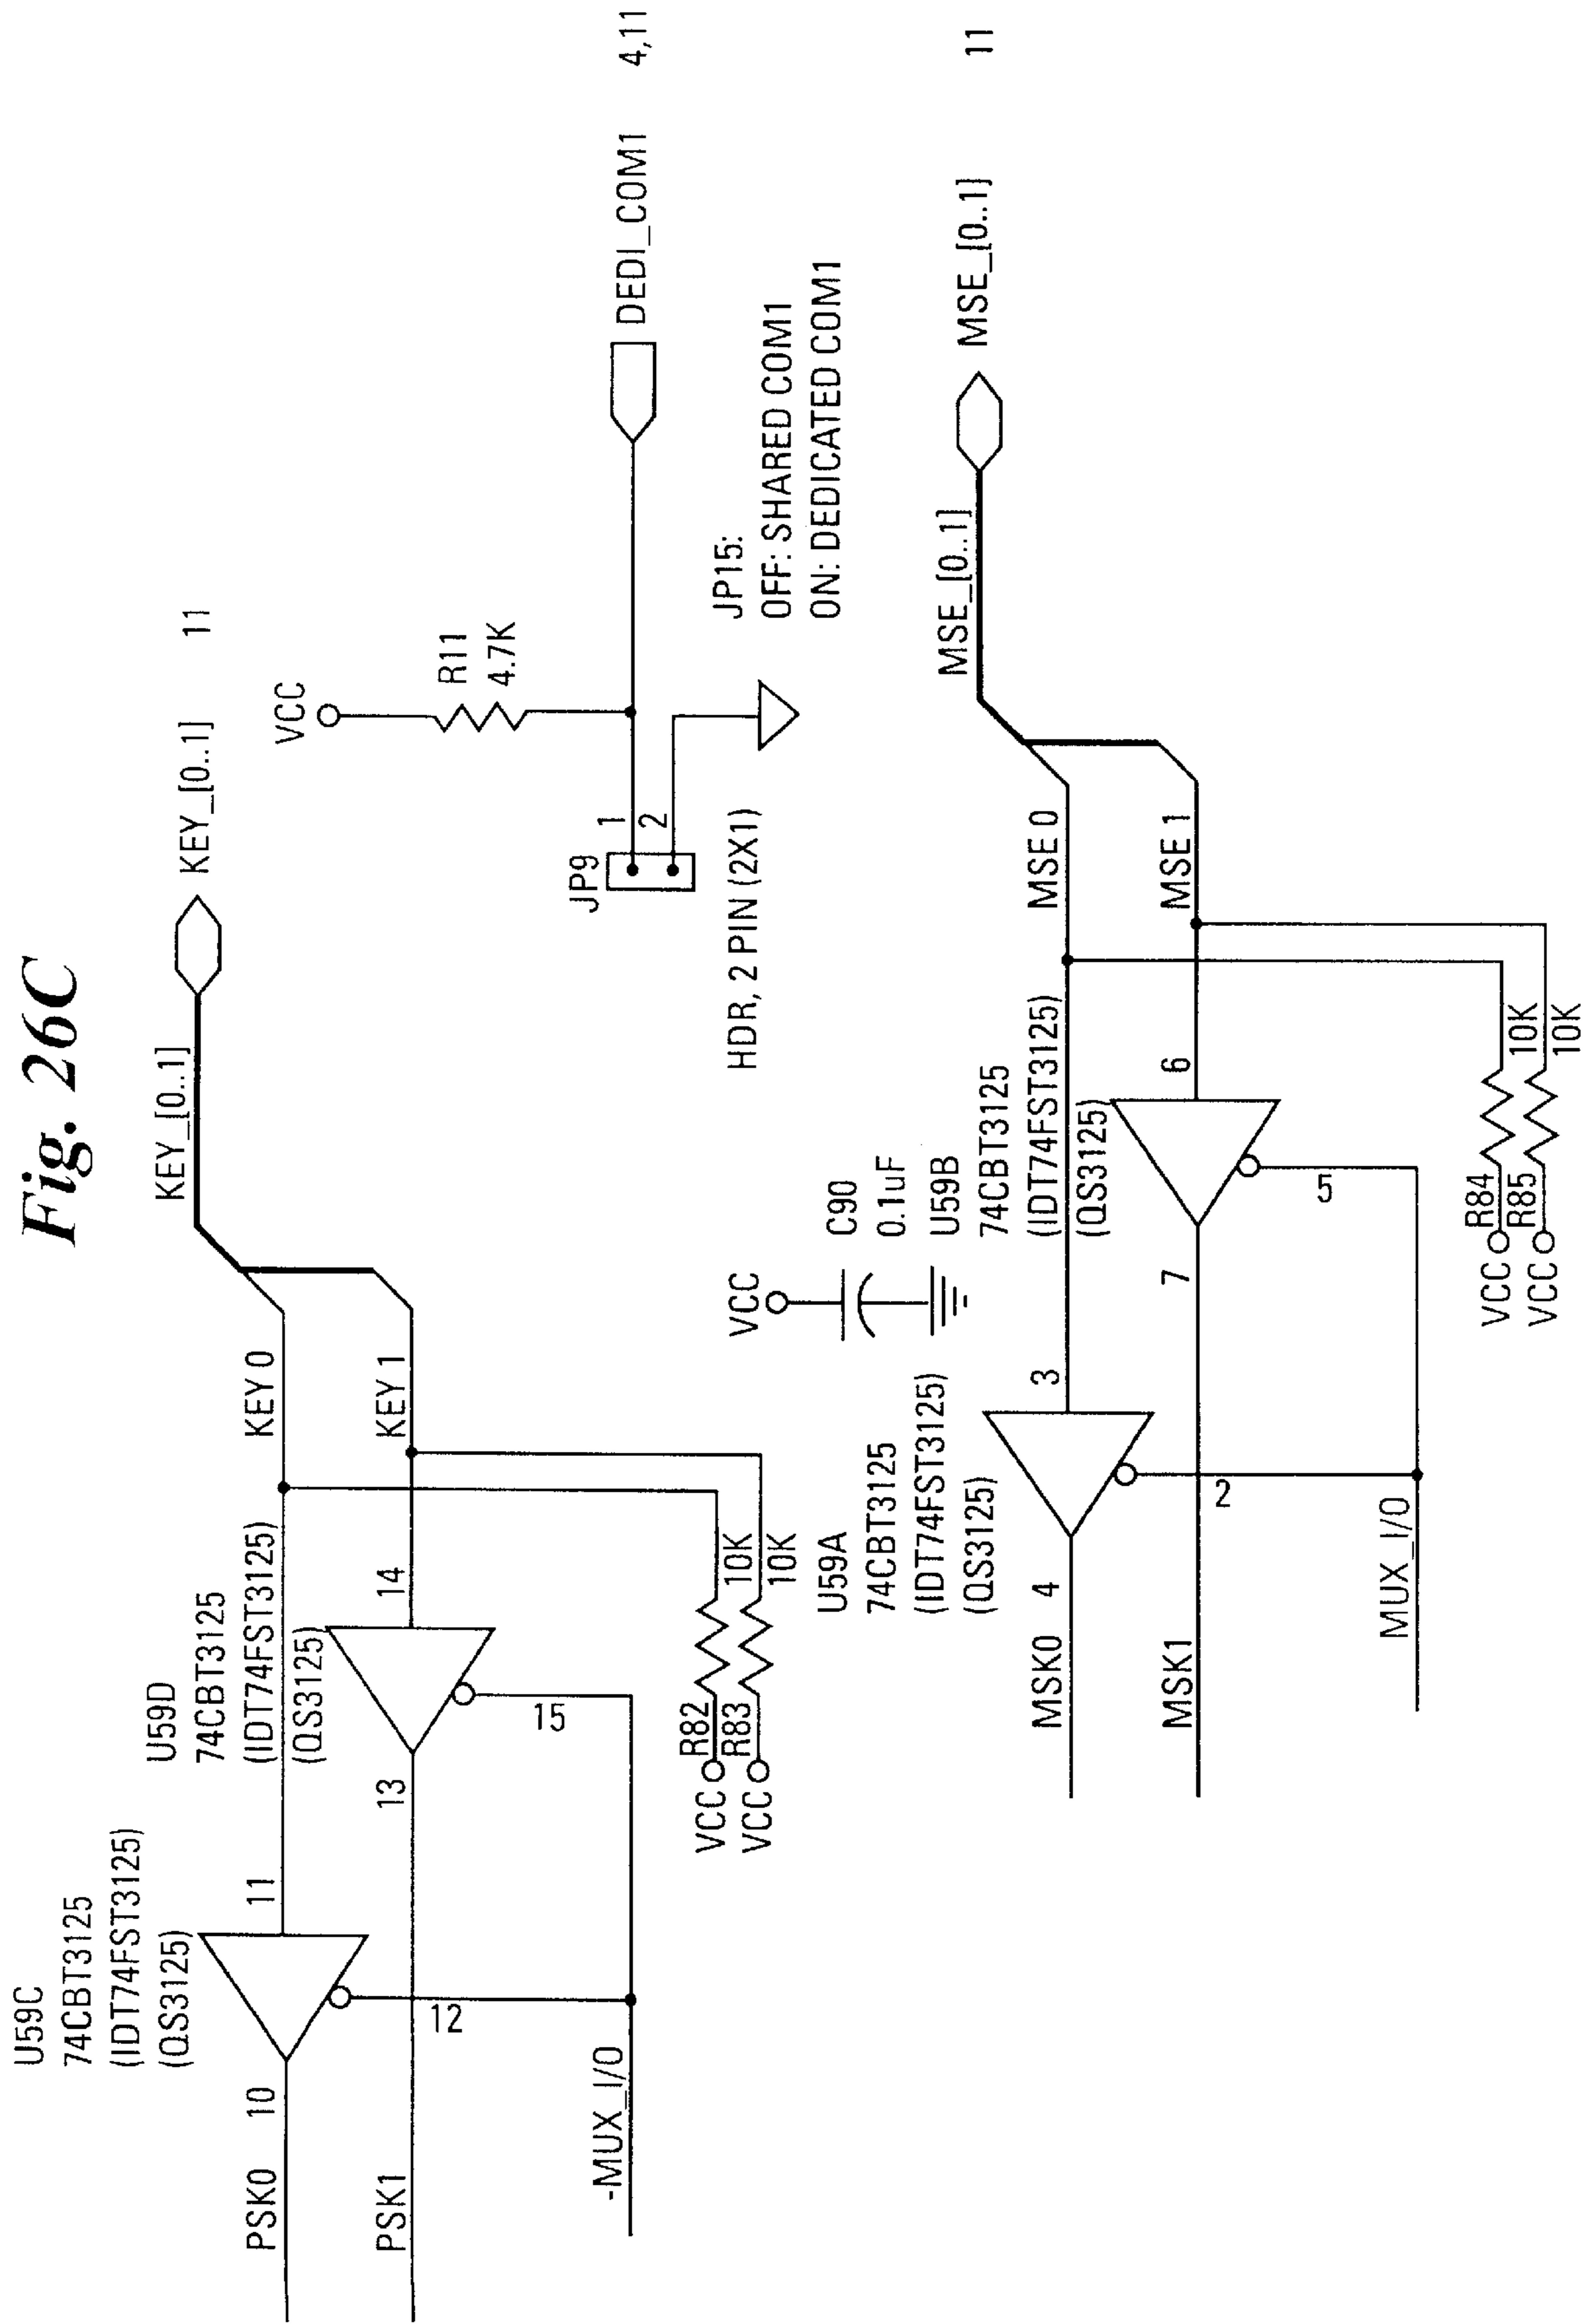 Fig. 26C
U59C
74CBT3125
(IDT74FST3125)
(QS3125)
PSK0
10
11
PSK1
-MUX_I/O
12
U59D
74CBT3125
(IDT74FST3125)
(QS3125)
13
14
15
KEY 0
KEY 1
KEY_[0..1]
KEY_[0..1]
11
VCC
R82
10K
VCC
R83
10K
VCC
R11
4.7K
JP9
1
2
HDR, 2 PIN (2X1)
DEDI_COM1
4,11
JP15:
OFF: SHARED COM1
ON: DEDICATED COM1
VCC
C90
0.1uF
U59A
74CBT3125
(IDT74FST3125)
(QS3125)
MSK0
4
3
MSK1
MUX_I/O
2
U59B
74CBT3125
(IDT74FST3125)
(QS3125)
7
6
5
MSE 0
MSE 1
MSE_[0..1]
MSE_[0..1]
11
VCC
R84
10K
VCC
R85
10K